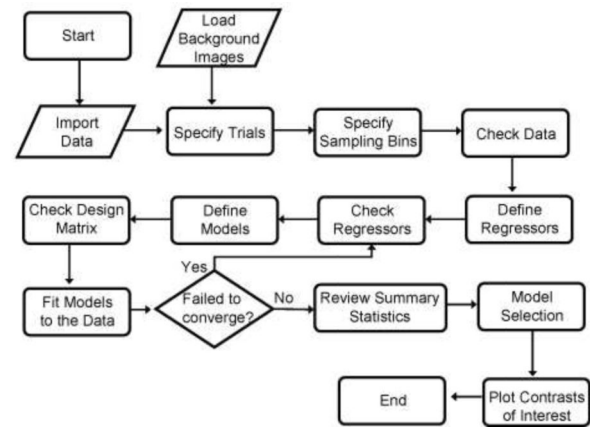 Start
Load
Background
Images
Import
Data
Specify Trials
Specify
Sampling Bins
Check Data
Check Design
Matrix
Define
Models
Check
Regressors
Define
Regressors
Yes
Fit Models
to the Data
Failed to
converge?
No
Review Summary
Statistics
Model
Selection
End
Plot Contrasts
of Interest